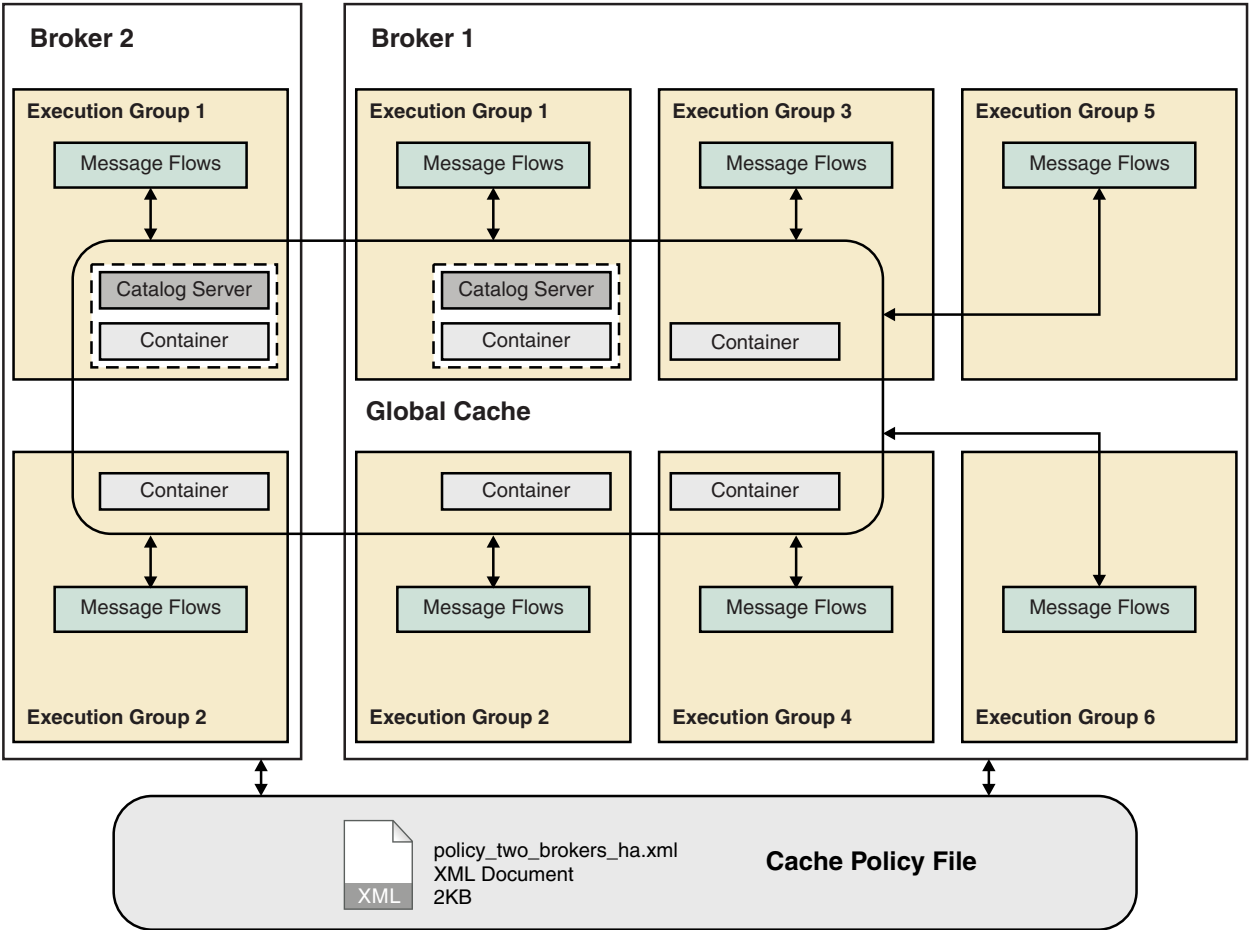 Broker 2
Broker 1
Execution Group 1
Message Flows
Catalog Server
Container
Execution Group 1
Message Flows
Catalog Server
Container
Execution Group 3
Message Flows
Container
Execution Group 5
Message Flows
Global Cache
Container
Message Flows
Execution Group 2
Container
Message Flows
Execution Group 2
Container
Message Flows
Execution Group 4
Message Flows
Execution Group 6
XML
policy_two_brokers_ha.xml
XML Document
2KB
Cache Policy File